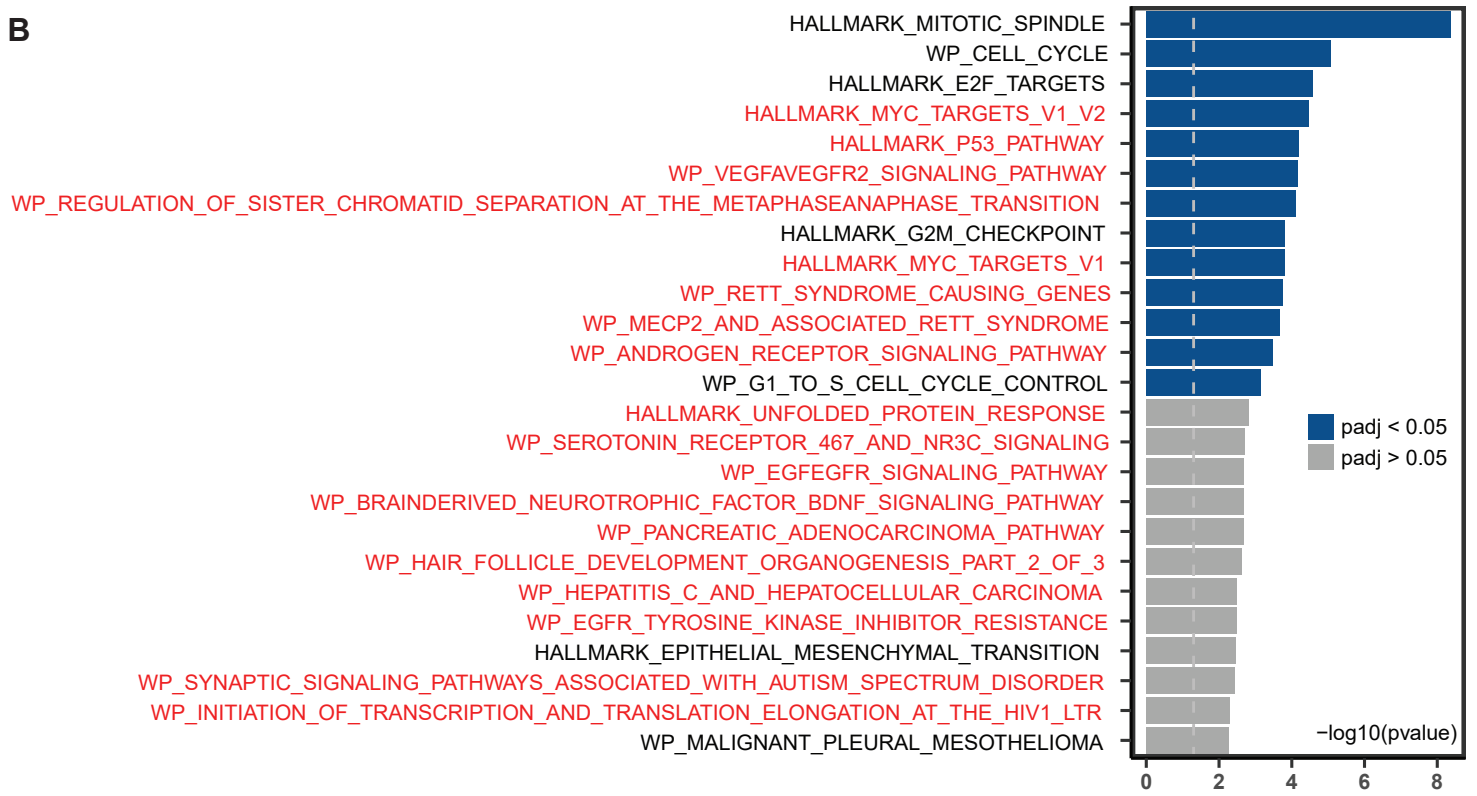 B
HALLMARK_MITOTIC_SPINDLE
WP_CELL_CYCLE
HALLMARK_E2F_TARGETS
HALLMARK_MYC_TARGETS_V1_V2
HALLMARK_P53_PATHWAY
WP_VEGFAVEGFR2_SIGNALING_PATHWAY
WP_REGULATION_OF_SISTER_CHROMATID_SEPARATION_AT_THE_METAPHASEANAPHASE_TRANSITION
HALLMARK_G2M_CHECKPOINT
HALLMARK_MYC_TARGETS_V1
WP_RETT_SYNDROME_CAUSING_GENES
WP_MECP2_AND_ASSOCIATED_RETT_SYNDROME
WP_ANDROGEN_RECEPTOR_SIGNALING_PATHWAY
WP_G1_TO_S_CELL_CYCLE_CONTROL
HALLMARK_UNFOLDED_PROTEIN_RESPONSE
WP_SEROTONIN_RECEPTOR_467_AND_NR3C_SIGNALING
WP_EGFEGFR_SIGNALING_PATHWAY
WP_BRAINDERIVED_NEUROTROPHIC_FACTOR_BDNF_SIGNALING_PATHWAY
WP_PANCREATIC_ADENOCARCINOMA_PATHWAY
WP_HAIR_FOLLICLE_DEVELOPMENT_ORGANOGENESIS_PART_2_OF_3
WP_HEPATITIS_C_AND_HEPATOCELLULAR_CARCINOMA
WP_EGFR_TYROSINE_KINASE_INHIBITOR_RESISTANCE
HALLMARK_EPITHELIAL_MESENCHYMAL_TRANSITION
WP_SYNAPTIC_SIGNALING_PATHWAYS_ASSOCIATED_WITH_AUTISM_SPECTRUM_DISORDER
WP_INITIATION_OF_TRANSCRIPTION_AND_TRANSLATION_ELONGATION_AT_THE_HIV1_LTR
WP_MALIGNANT_PLEURAL_MESOTHELIOMA
padj < 0.05
padj > 0.05
−log10(pvalue)
0 2 4 6 8